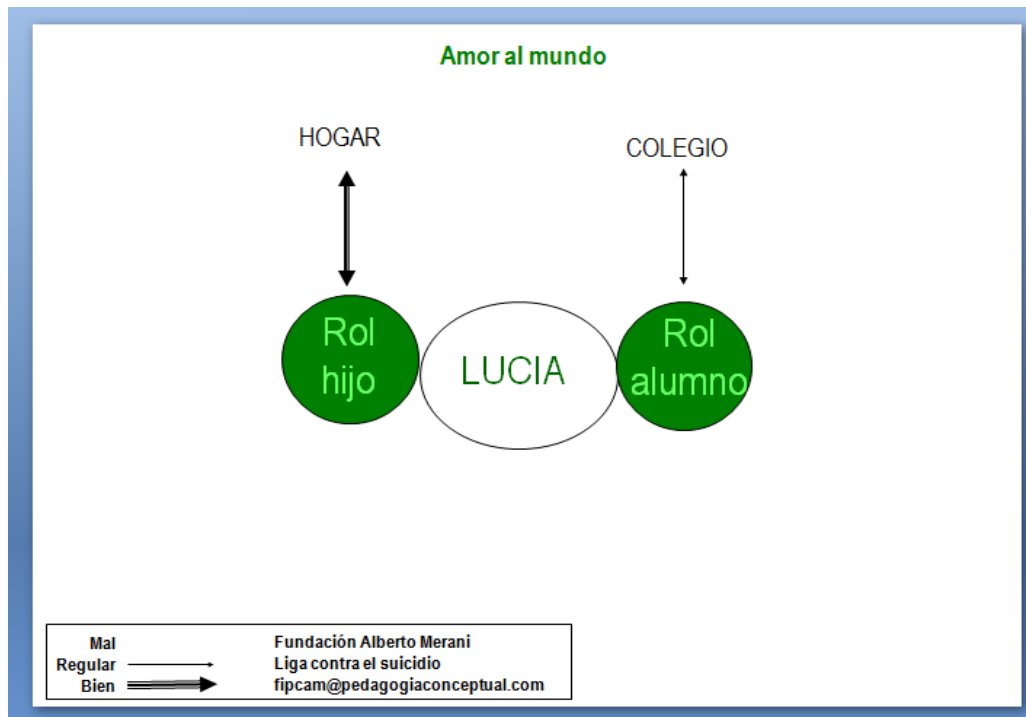 Amor al mundo
HOGAR
COLEGIO
Rol
hijo
LUCIA
Rol
alumno
Mal
Fundación Alberto Merani
Regular
Liga contra el suicidio
Bien
fipcam@pedagogiaconceptual.com